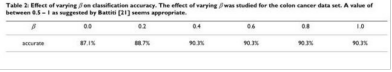 Table 2: Effect of varying β on classification accuracy. The effect of varying β was studied for the colon cancer data set. A value of
between 0.5 – 1 as suggested by Battiti [21] seems appropriate.
β 0.0 0.2 0.4 0.6 0.8 1.0
accurate 87.1% 88.7% 90.3% 90.3% 90.3% 90.3%